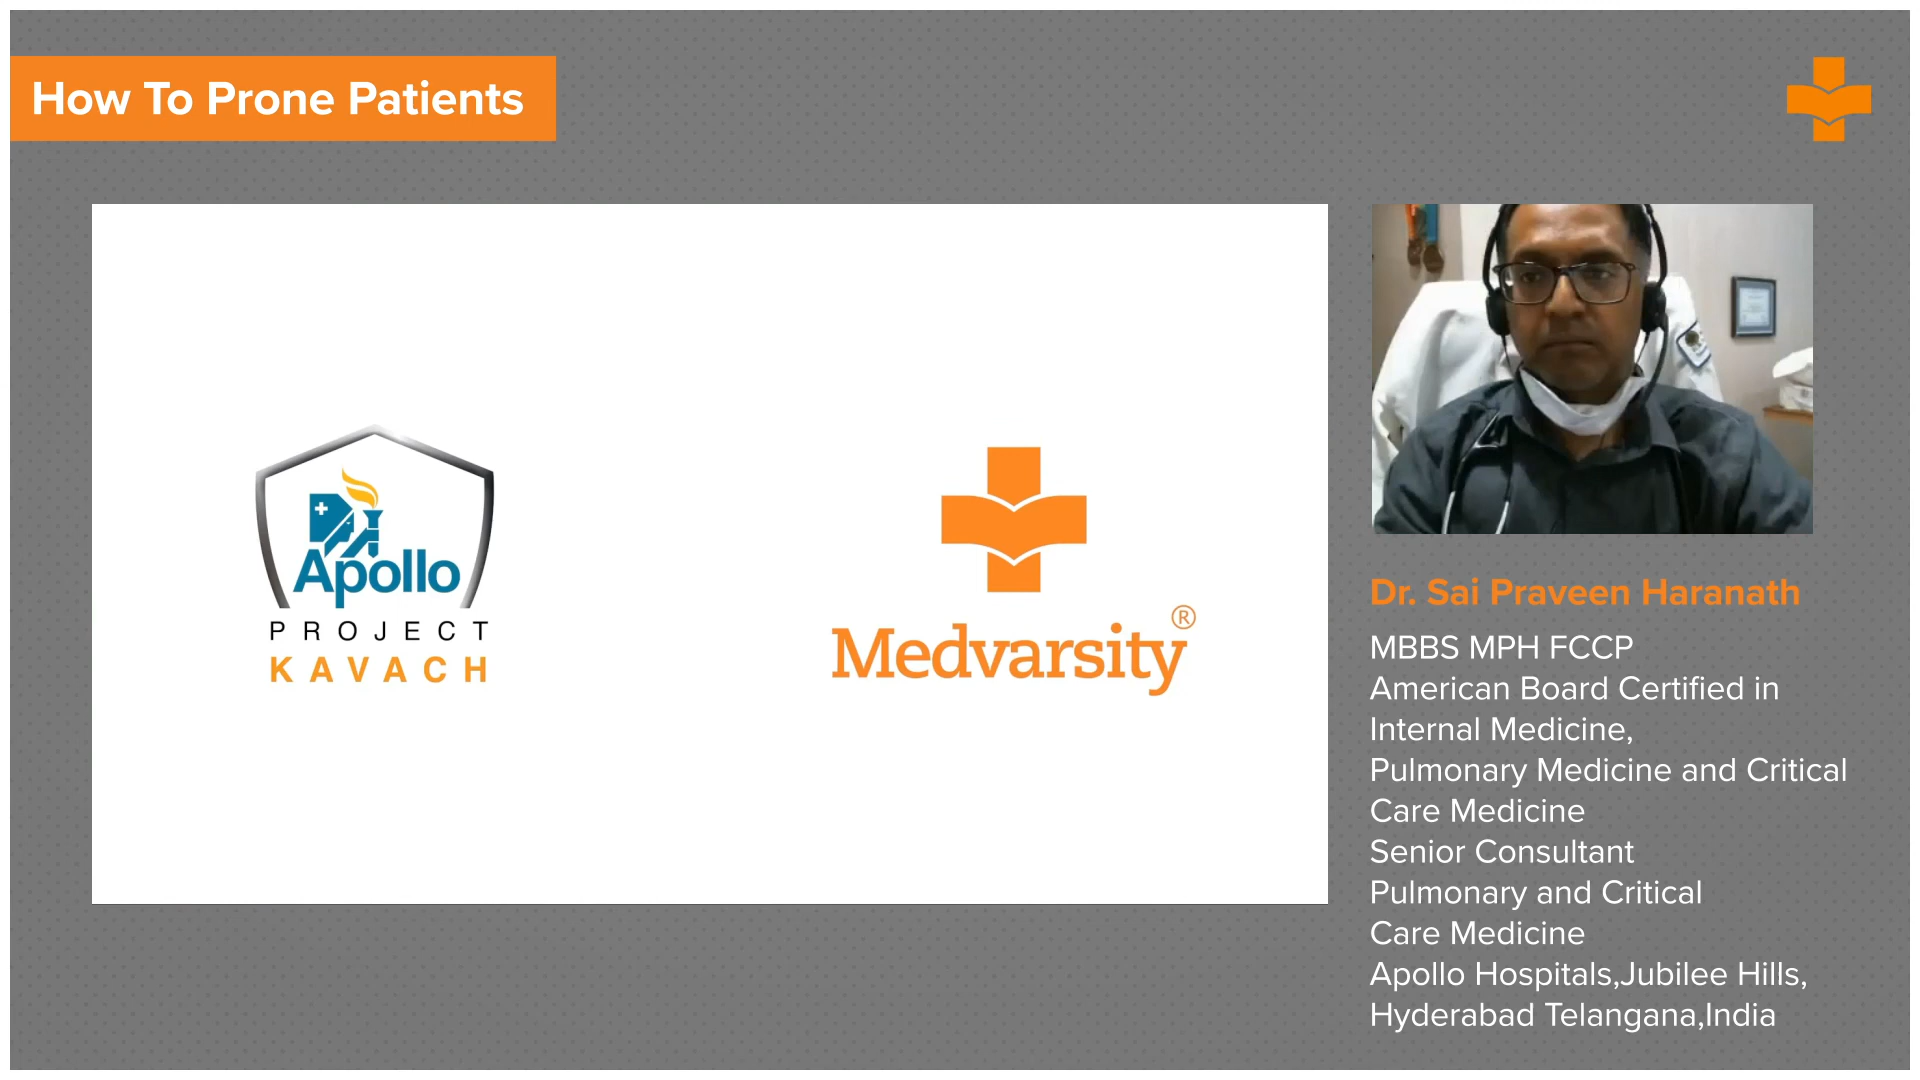 How To Prone Patients
Apollo
PROJECT
KAVACH
Medvarsity®
Dr. Sai Praveen Haranath
MBBS MPH FCCP
American Board Certified in
Internal Medicine,
Pulmonary Medicine and Critical
Care Medicine
Senior Consultant
Pulmonary and Critical
Care Medicine
Apollo Hospitals,Jubilee Hills,
Hyderabad Telangana,India